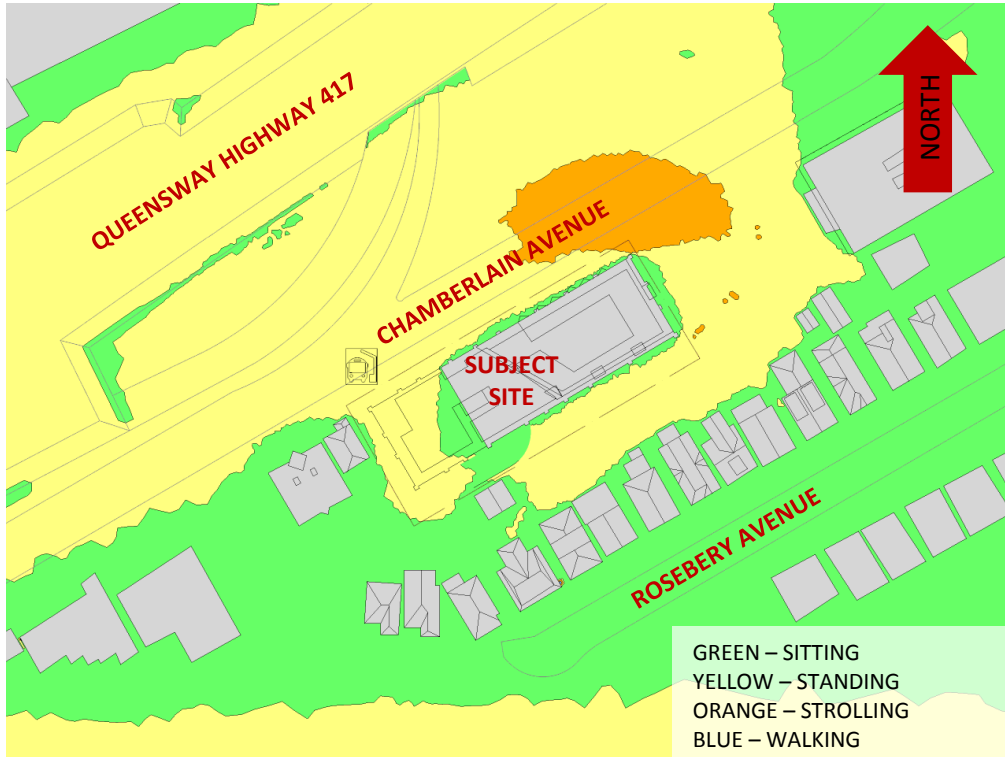 QUEENSWAY HIGHWAY 417
NORTH
CHAMBERLAIN AVENUE
SUBJECT
SITE
ROSEBERY AVENUE
GREEN – SITTING
YELLOW – STANDING
ORANGE – STROLLING
BLUE – WALKING